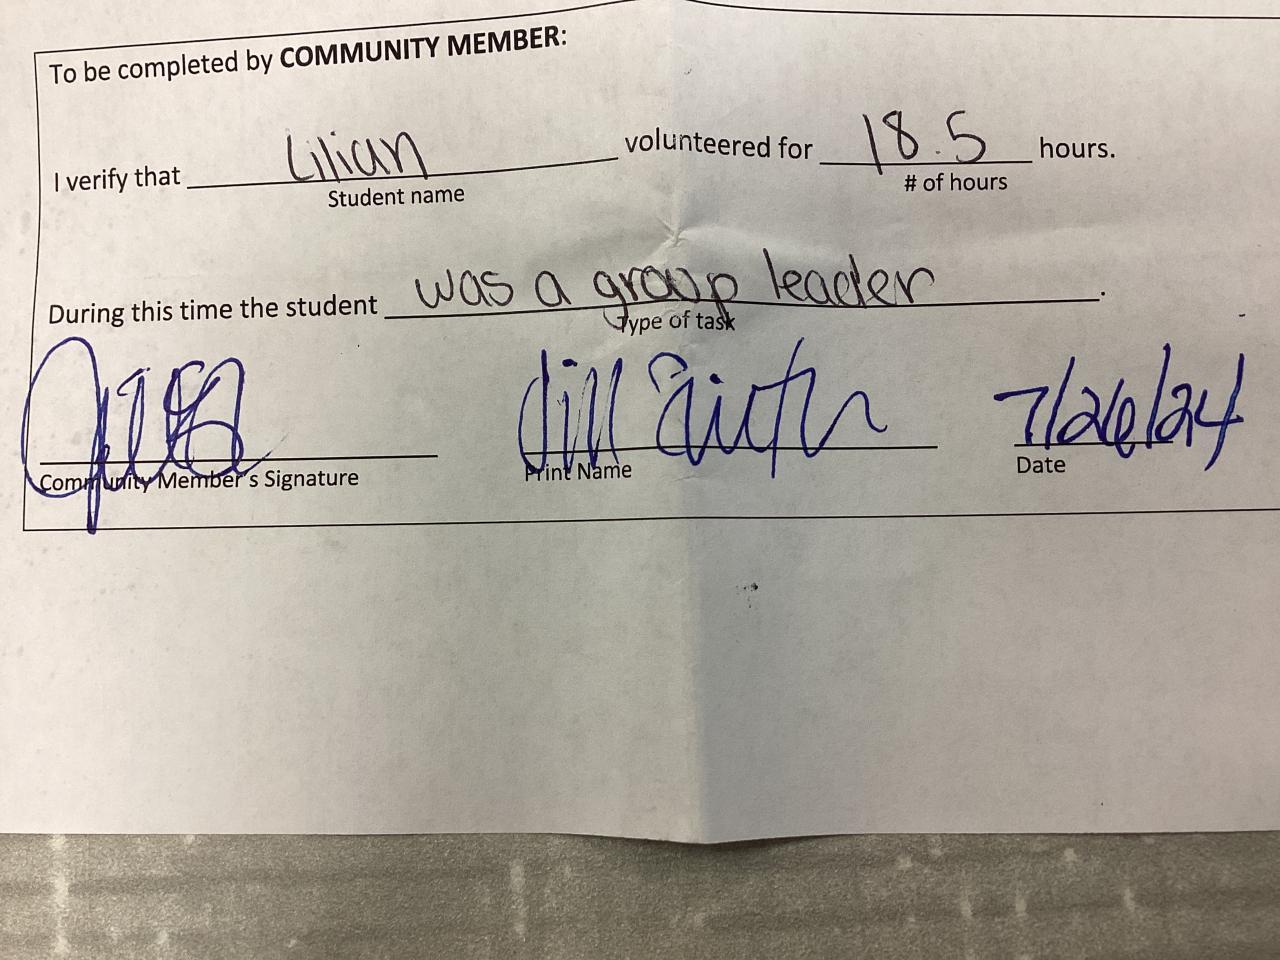 To be completed by COMMUNITY MEMBER:
I verify that Lilian volunteered for 18.5 hours.
Student name # of hours
During this time the student was a group leader.
Type of task
Jill 7/26/24
Community Member's Signature Print Name Date